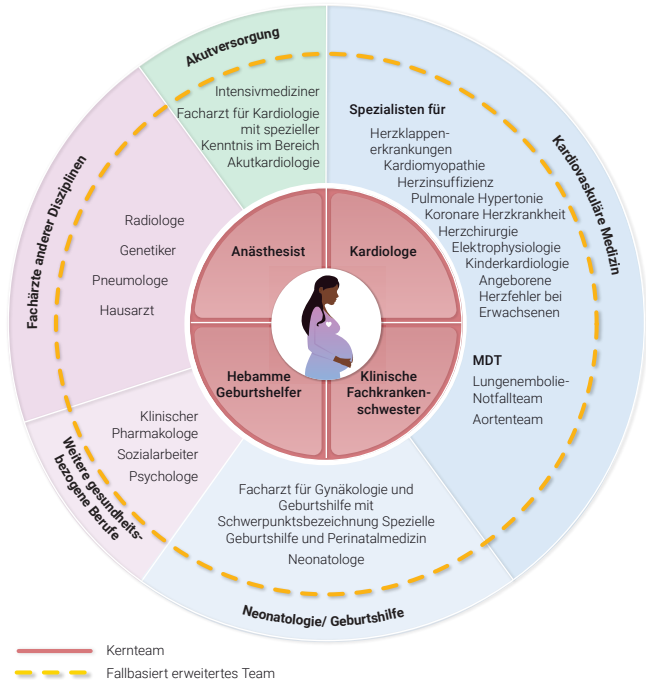 Akutversorgung
Intensivmediziner
Facharzt für Kardiologie
mit spezieller
Kenntnis im Bereich
Akutkardiologie
Kardiovaskuläre Medizin
Spezialisten für
Herzklappen-
erkrankungen
Kardiomyopathie
Herzinsuffizienz
Pulmonale Hypertonie
Koronare Herzkrankheit
Herzchirurgie
Elektrophysiologie
Kinderkardiologie
Angeborene
Herzfehler bei
Erwachsenen
MDT
Lungenembolie-
Notfallteam
Aortenteam
Fachärzte anderer Disziplinen
Radiologe
Genetiker
Pneumologe
Hausarzt
Anästhesist
Kardiologe
Hebamme
Geburtshelfer
Klinische
Fachkranken-
schwester
Weitere gesundheits-
bezogene Berufe
Klinischer
Pharmakologe
Sozialarbeiter
Psychologe
Facharzt für Gynäkologie und
Geburtshilfe mit
Schwerpunktsbezeichnung Spezielle
Geburtshilfe und Perinatalmedizin
Neonatologe
Neonatologie/ Geburtshilfe
Kernteam
Fallbasiert erweitertes Team